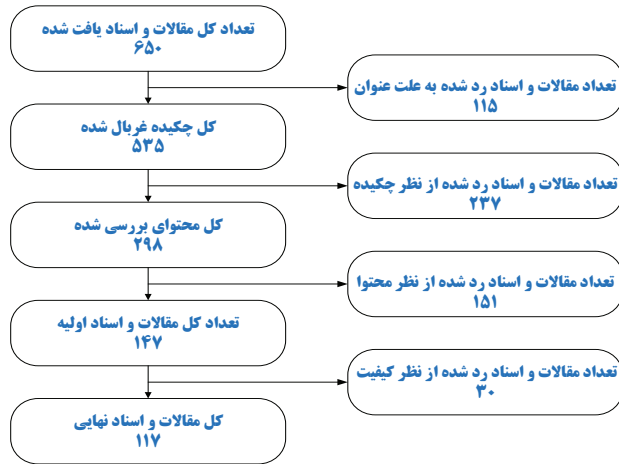 تعداد کل مقالات و اسناد یافت شده
۶۵۰
تعداد مقالات و اسناد رد شده به علت عنوان
۱۱۵
کل چکیده غربال شده
۵۳۵
تعداد مقالات و اسناد رد شده از نظر چکیده
۲۳۷
کل محتوای بررسی شده
۲۹۸
تعداد مقالات و اسناد رد شده از نظر محتوا
۱۵۱
تعداد کل مقالات و اسناد اولیه
۱۴۷
تعداد مقالات و اسناد رد شده از نظر کیفیت
۳۰
کل مقالات و اسناد نهایی
۱۱۷